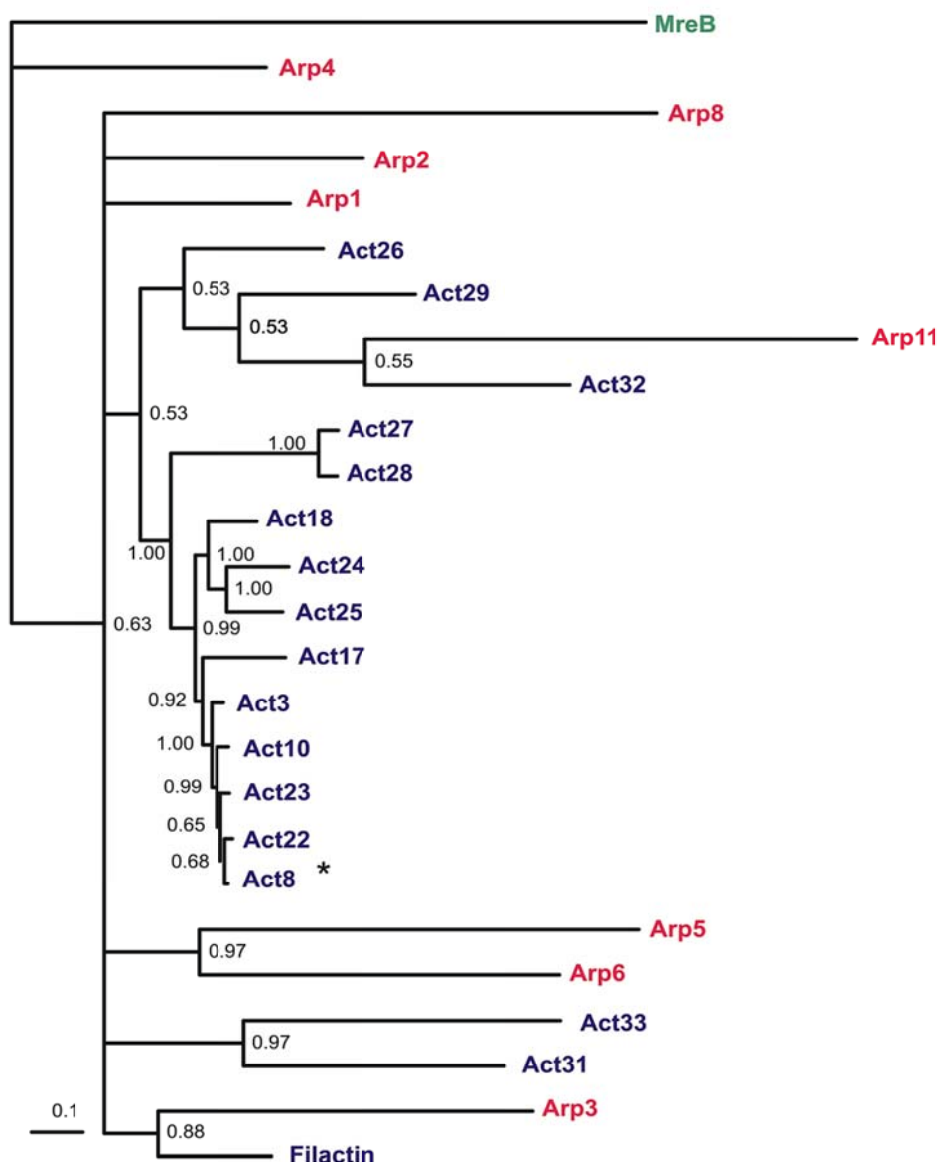 MreB
Arp4
Arp8
Arp2
Arp1
Act26
0.53
Act29
0.53
Arp11
0.55
Act32
0.53
Act27
1.00
Act28
Act18
1.00
1.00
Act24
1.00
Act25
0.63
0.99
Act17
0.92
Act3
1.00
Act10
0.99
Act23
0.65
Act22
0.68
Act8 *
Arp5
0.97
Arp6
Act33
0.97
Act31
0.1
Arp3
0.88
Filactin